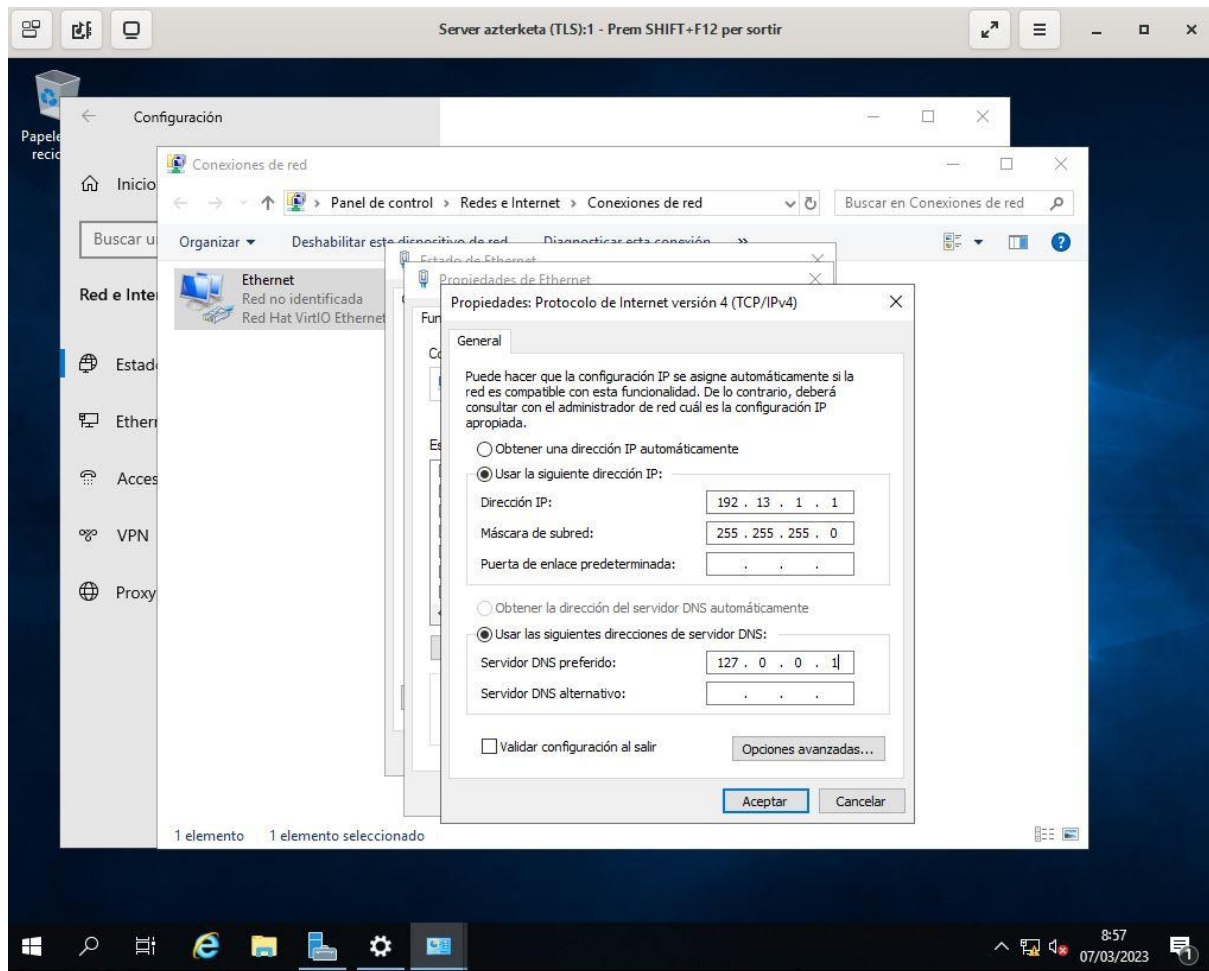 Server azterketa (TLS):1 - Prem SHIFT+F12 per sortir
Configuración
Conexiones de red
Inicio
Panel de control > Redes e Internet > Conexiones de red
Buscar en Conexiones de red
Organizar
Deshabilitar este dispositivo de red
Diagnosticar esta conexión
»
Estado de Ethernet
Propiedades de Ethernet
Ethernet
Red no identificada
Red Hat VirtIO Ethernet
Red e Inte
Propiedades: Protocolo de Internet versión 4 (TCP/IPv4)
General
Puede hacer que la configuración IP se asigne automáticamente si la
red es compatible con esta funcionalidad. De lo contrario, deberá
consultar con el administrador de red cuál es la configuración IP
apropiada.
Obtener una dirección IP automáticamente
Usar la siguiente dirección IP:
Dirección IP: 192 . 13 . 1 . 1
Máscara de subred: 255 . 255 . 255 . 0
Puerta de enlace predeterminada: . . .
Obtener la dirección del servidor DNS automáticamente
Usar las siguientes direcciones de servidor DNS:
Servidor DNS preferido: 127 . 0 . 0 . 1
Servidor DNS alternativo: . . .
Validar configuración al salir
Opciones avanzadas...
Aceptar
Cancelar
Buscar u
Estad
Ethern
Acces
VPN
Proxy
1 elemento
1 elemento seleccionado
Papele
recic
8:57
07/03/2023
1